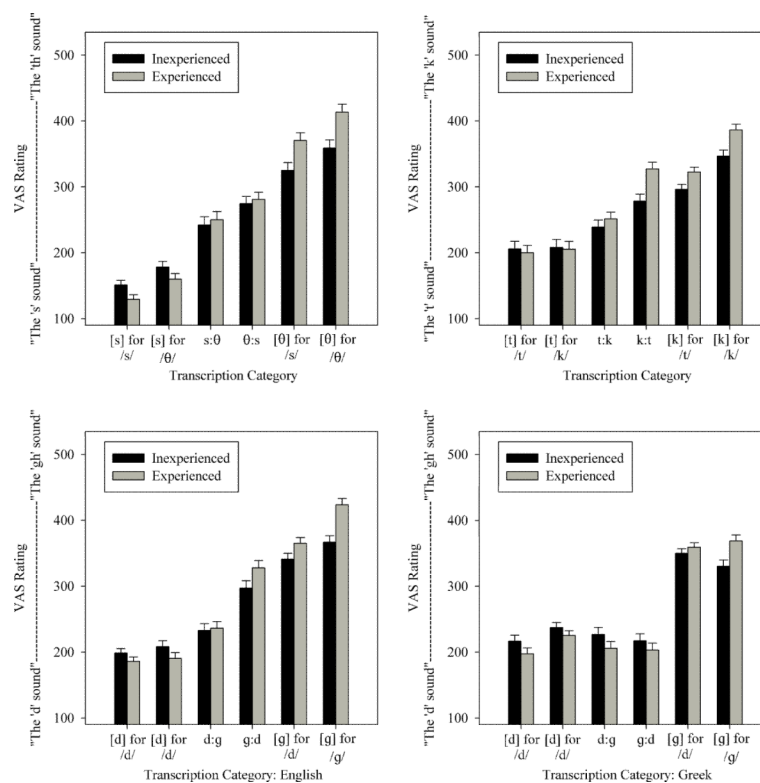 "The 's' sound"--------------------"The 'th' sound"
VAS Rating
500
400
300
200
100
Inexperienced
Experienced
[s] for /s/
[s] for /θ/
s:θ
θ:s
[θ] for /s/
[θ] for /θ/
Transcription Category
"The 't' sound"--------------------"The 'k' sound"
VAS Rating
500
400
300
200
100
Inexperienced
Experienced
[t] for /t/
[t] for /k/
t:k
k:t
[k] for /t/
[k] for /k/
Transcription Category
"The 'd' sound"--------------------"The 'gh' sound"
VAS Rating
500
400
300
200
100
Inexperienced
Experienced
[d] for /d/
[d] for /d/
d:g
g:d
[g] for /d/
[g] for /g/
Transcription Category: English
"The 'd' sound"--------------------"The 'gh' sound"
VAS Rating
500
400
300
200
100
Inexperienced
Experienced
[d] for /d/
[d] for /d/
d:g
g:d
[g] for /d/
[g] for /g/
Transcription Category: Greek